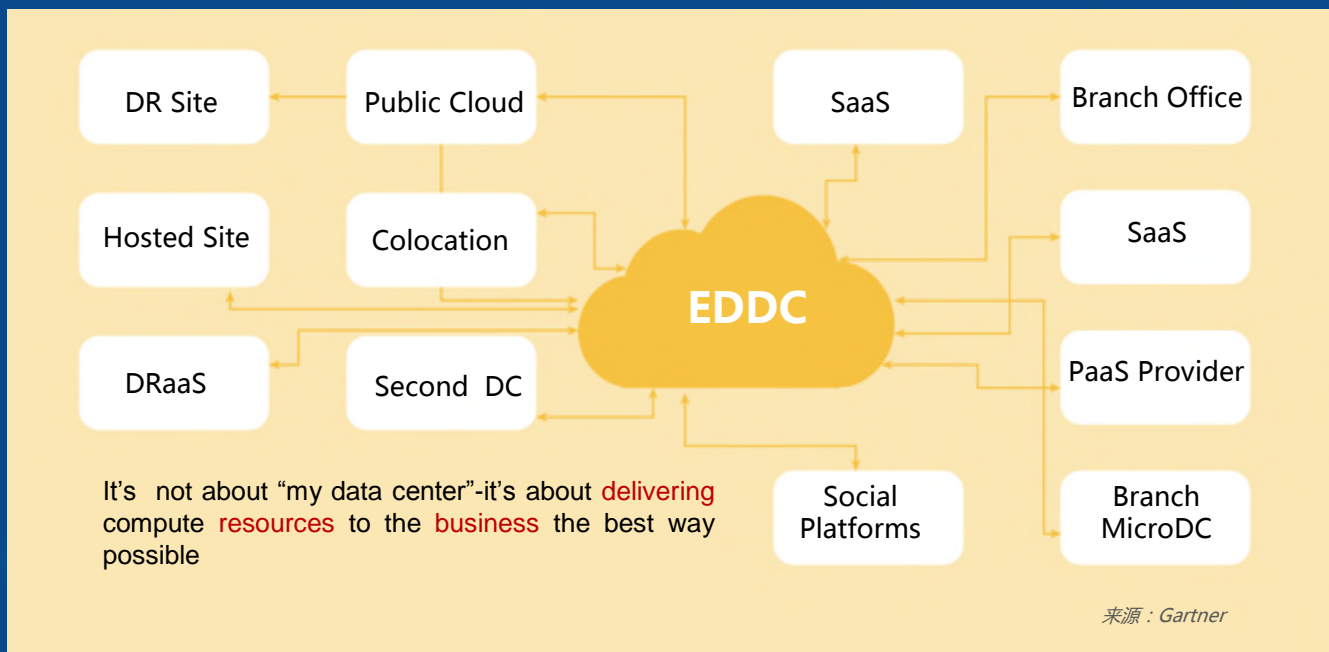 DR Site
Public Cloud
SaaS
Branch Office
Hosted Site
Colocation
SaaS
EDDC
DRaaS
Second  DC
PaaS Provider
It's  not about “my data center”-it's about delivering
compute resources to the business the best way
possible
Social
Platforms
Branch
MicroDC
来源：Gartner